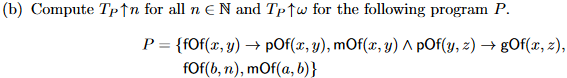 (b) Compute T_P↑n for all n ∈ ℕ and T_P↑ω for the following program P.
P = {fOf(x, y) → pOf(x, y), mOf(x, y) ∧ pOf(y, z) → gOf(x, z),
fOf(b, n), mOf(a, b)}